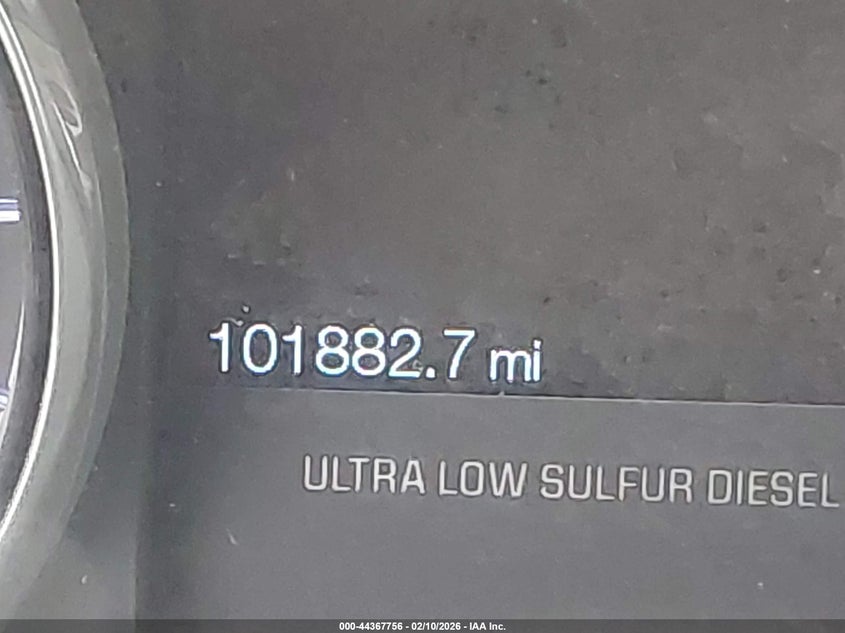 101882.7 mi
ULTRA LOW SULFUR DIESEL
000-44367756 - 02/10/2026 - IAA Inc.